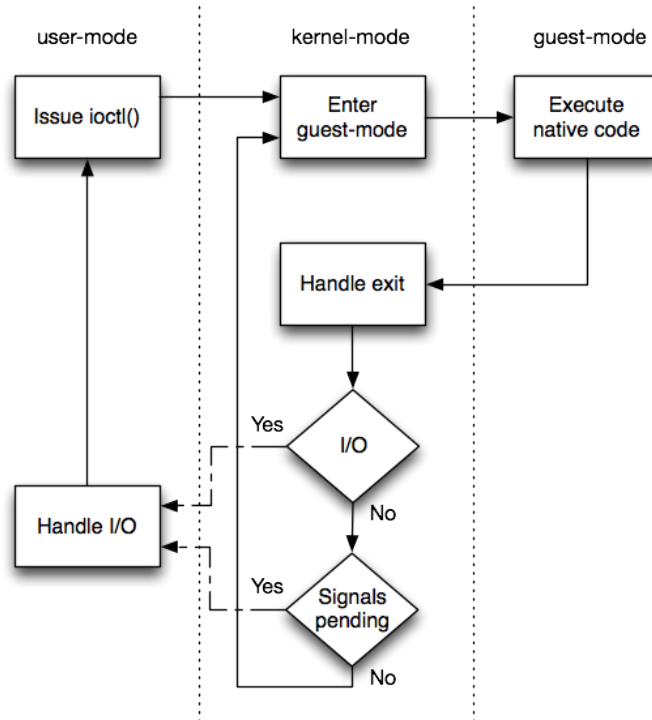 user-mode
kernel-mode
guest-mode
Issue ioctl()
Enter
guest-mode
Execute
native code
Handle exit
Yes
I/O
No
Handle I/O
Yes
Signals
pending
No